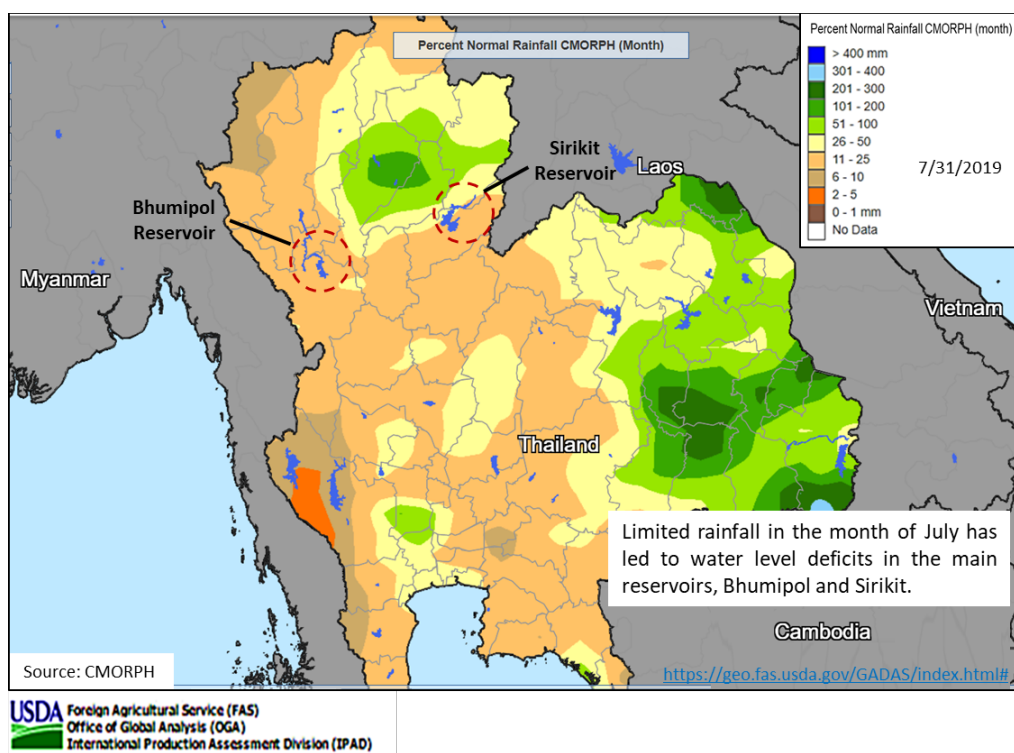 Percent Normal Rainfall CMORPH (Month)
Percent Normal Rainfall CMORPH (month)
> 400 mm
301 - 400
201 - 300
101 - 200
51 - 100
26 - 50
11 - 25
6 - 10
2 - 5
0 - 1 mm
No Data
7/31/2019
Sirikit
Reservoir
Laos
Bhumipol
Reservoir
Myanmar
Vietnam
Thailand
Limited rainfall in the month of July has
led to water level deficits in the main
reservoirs, Bhumipol and Sirikit.
Cambodia
Source: CMORPH
https://geo.fas.usda.gov/GADAS/index.html#
USDA
Foreign Agricultural Service (FAS)
Office of Global Analysis (OGA)
International Production Assessment Division (IPAD)